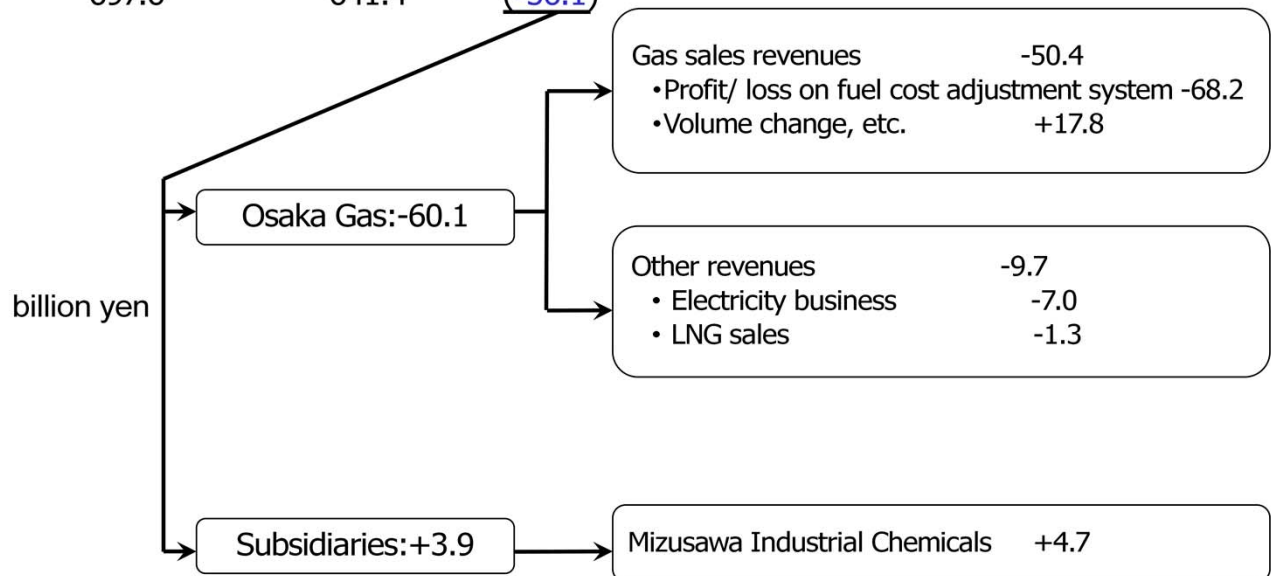 Gas sales revenues -50.4
•Profit/ loss on fuel cost adjustment system -68.2
•Volume change, etc. +17.8
Osaka Gas:-60.1
Other revenues -9.7
• Electricity business -7.0
• LNG sales -1.3
billion yen
Subsidiaries:+3.9
Mizusawa Industrial Chemicals +4.7